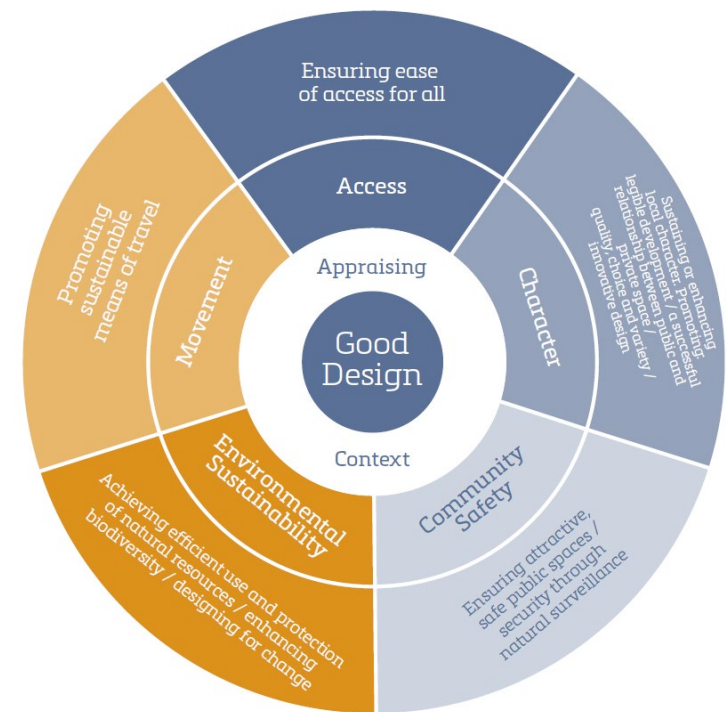 Ensuring ease
of access for all
Access
Sustaining or enhancing
local character. Promoting:
legible development / a successful
relationship between public and
private space /
quality, choice and variety /
innovative design
Character
Ensuring attractive,
safe public spaces /
security through
natural surveillance
Community
Safety
Achieving efficient use and protection
of natural resources / enhancing
biodiversity / designing for change
Environmental
Sustainability
Promoting
sustainable
means of travel
Movement
Appraising
Good
Design
Context